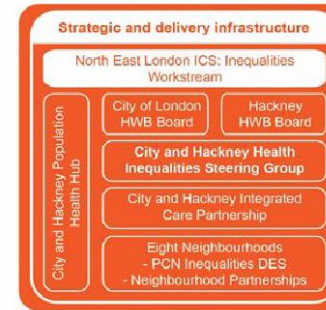 Strategic and delivery infrastructure
North East London ICS: Inequalities
Workstream
City and Hackney Population
Health Hub
City of London
HWB Board
Hackney
HWB Board
City and Hackney Health
Inequalities Steering Group
City and Hackney Integrated
Care Partnership
Eight Neighbourhoods
- PCN Inequalities DES
- Neighbourhood Partnerships